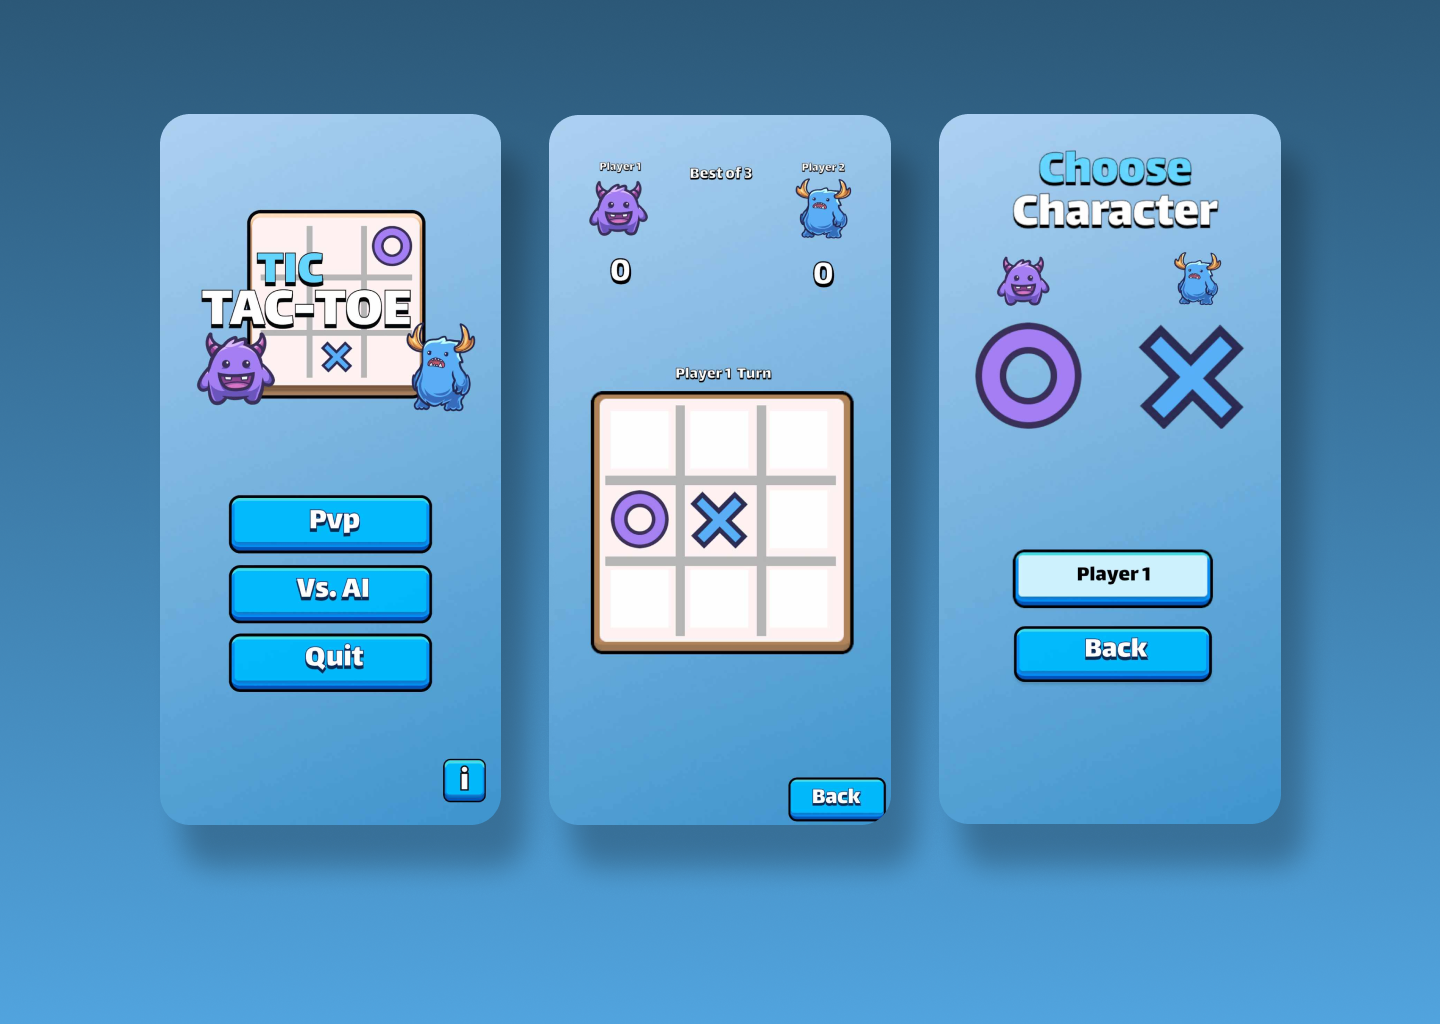 TIC
TAC-TOE
Pvp
Vs. AI
Quit
i
Player 1
Best of 3
Player 2
0
0
Player 1 Turn
Back
Choose
Character
Player 1
Back